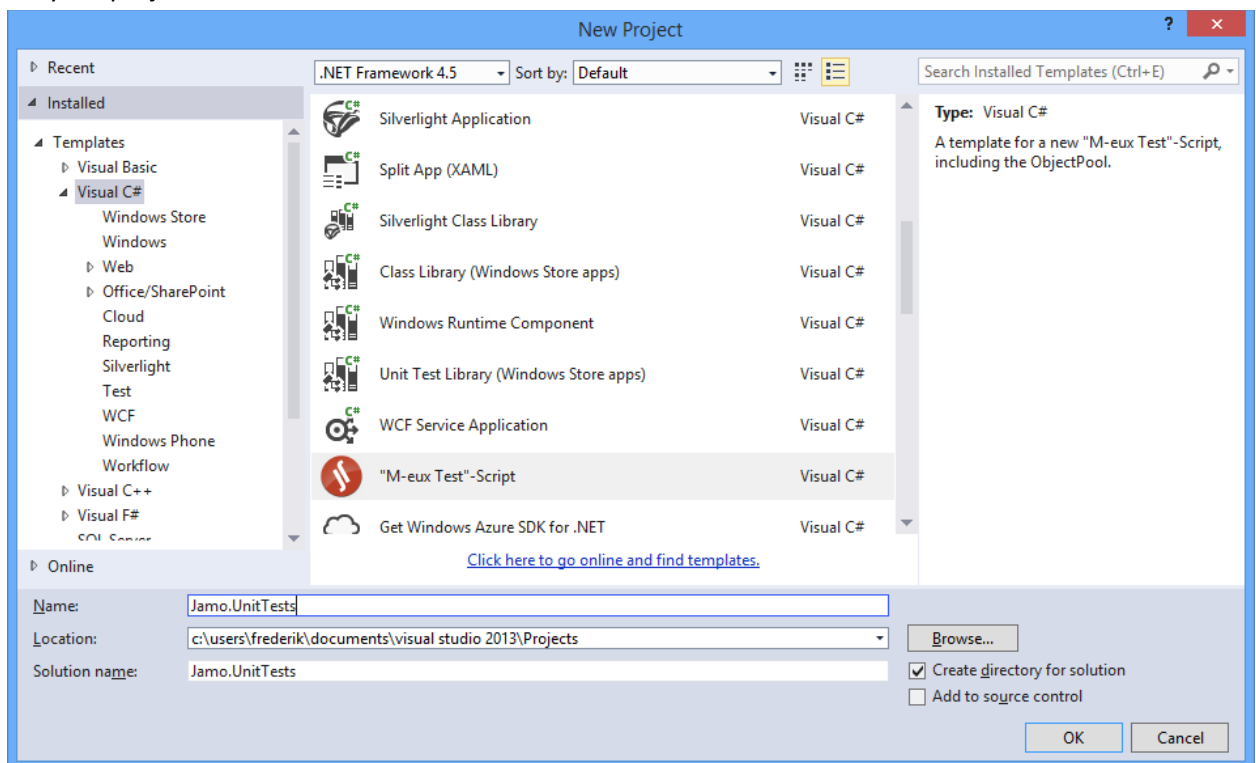 New Project
?
Recent
.NET Framework 4.5 Sort by: Default
Search Installed Templates (Ctrl+E)
Installed
Templates
Visual Basic
Visual C#
Windows Store
Windows
Web
Office/SharePoint
Cloud
Reporting
Silverlight
Test
WCF
Windows Phone
Workflow
Visual C++
Visual F#
SQL Server
Online
C# Silverlight Application Visual C#
C# Split App (XAML) Visual C#
C# Silverlight Class Library Visual C#
C# Class Library (Windows Store apps) Visual C#
C# Windows Runtime Component Visual C#
C# Unit Test Library (Windows Store apps) Visual C#
C# WCF Service Application Visual C#
"M-eux Test"-Script Visual C#
Get Windows Azure SDK for .NET Visual C#
Click here to go online and find templates.
Type: Visual C#
A template for a new "M-eux Test"-Script,
including the ObjectPool.
Name: Jamo.UnitTests
Location: c:\users\frederik\documents\visual studio 2013\Projects
Browse...
Solution name: Jamo.UnitTests
Create directory for solution
Add to source control
OK Cancel